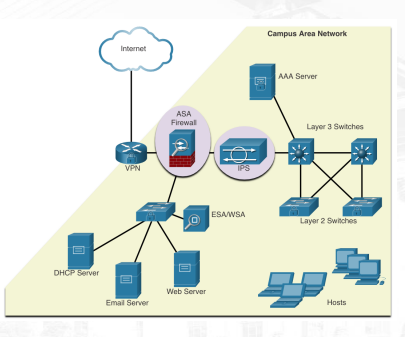 Campus Area Network
Internet
AAA Server
ASA
Firewall
Layer 3 Switches
VPN
IPS
ESA/WSA
Layer 2 Switches
DHCP Server
Web Server
Email Server
Hosts